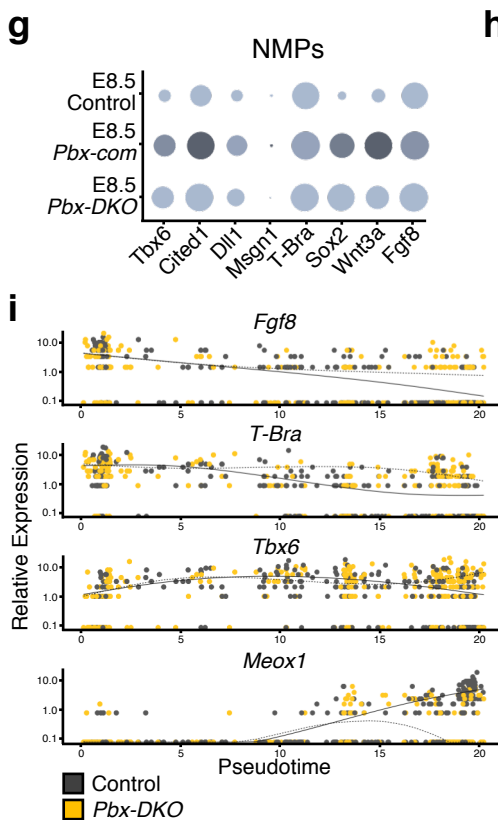 g
h
NMPs
E8.5
Control
E8.5
Pbx-com
E8.5
Pbx-DKO
Tbx6 Cited1 Dll1 Msgn1 T-Bra Sox2 Wnt3a Fgf8
i
Relative Expression
Fgf8
10.0
1.0
0.1
0 5 10 15 20
T-Bra
10.0
1.0
0.1
0 5 10 15 20
Tbx6
10.0
1.0
0.1
0 5 10 15 20
Meox1
10.0
1.0
0.1
0 5 10 15 20
Pseudotime
Control
Pbx-DKO